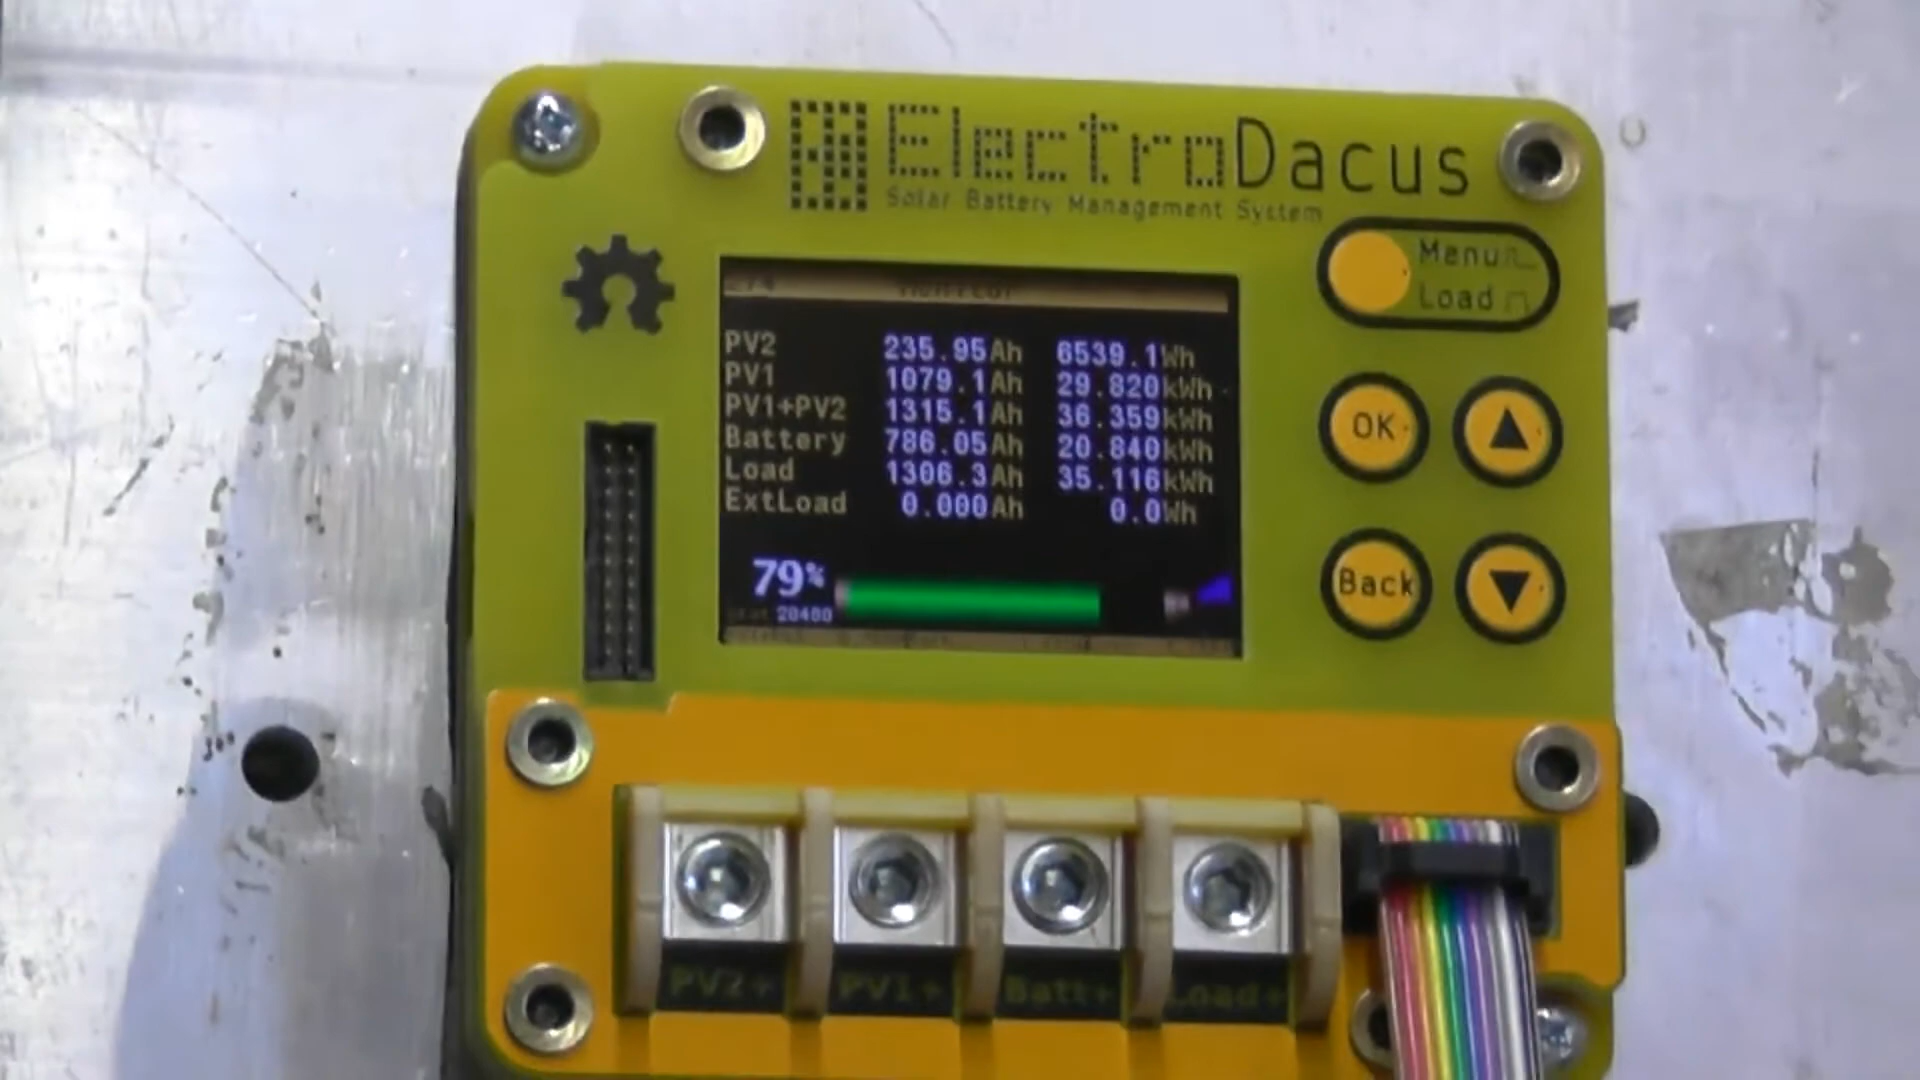 ElectroDacus
Solar Battery Management System
Menu
Load
Monitor
PV2 235.95Ah 6539.1Wh
PV1 1079.1Ah 29.820kWh
PV1+PV2 1315.1Ah 36.359kWh
Battery 786.05Ah 20.840kWh
Load 1306.3Ah 35.116kWh
ExtLoad 0.000Ah 0.0Wh
OK
79%
20480
Back
PV2+ PV1+ Batt+ Load+